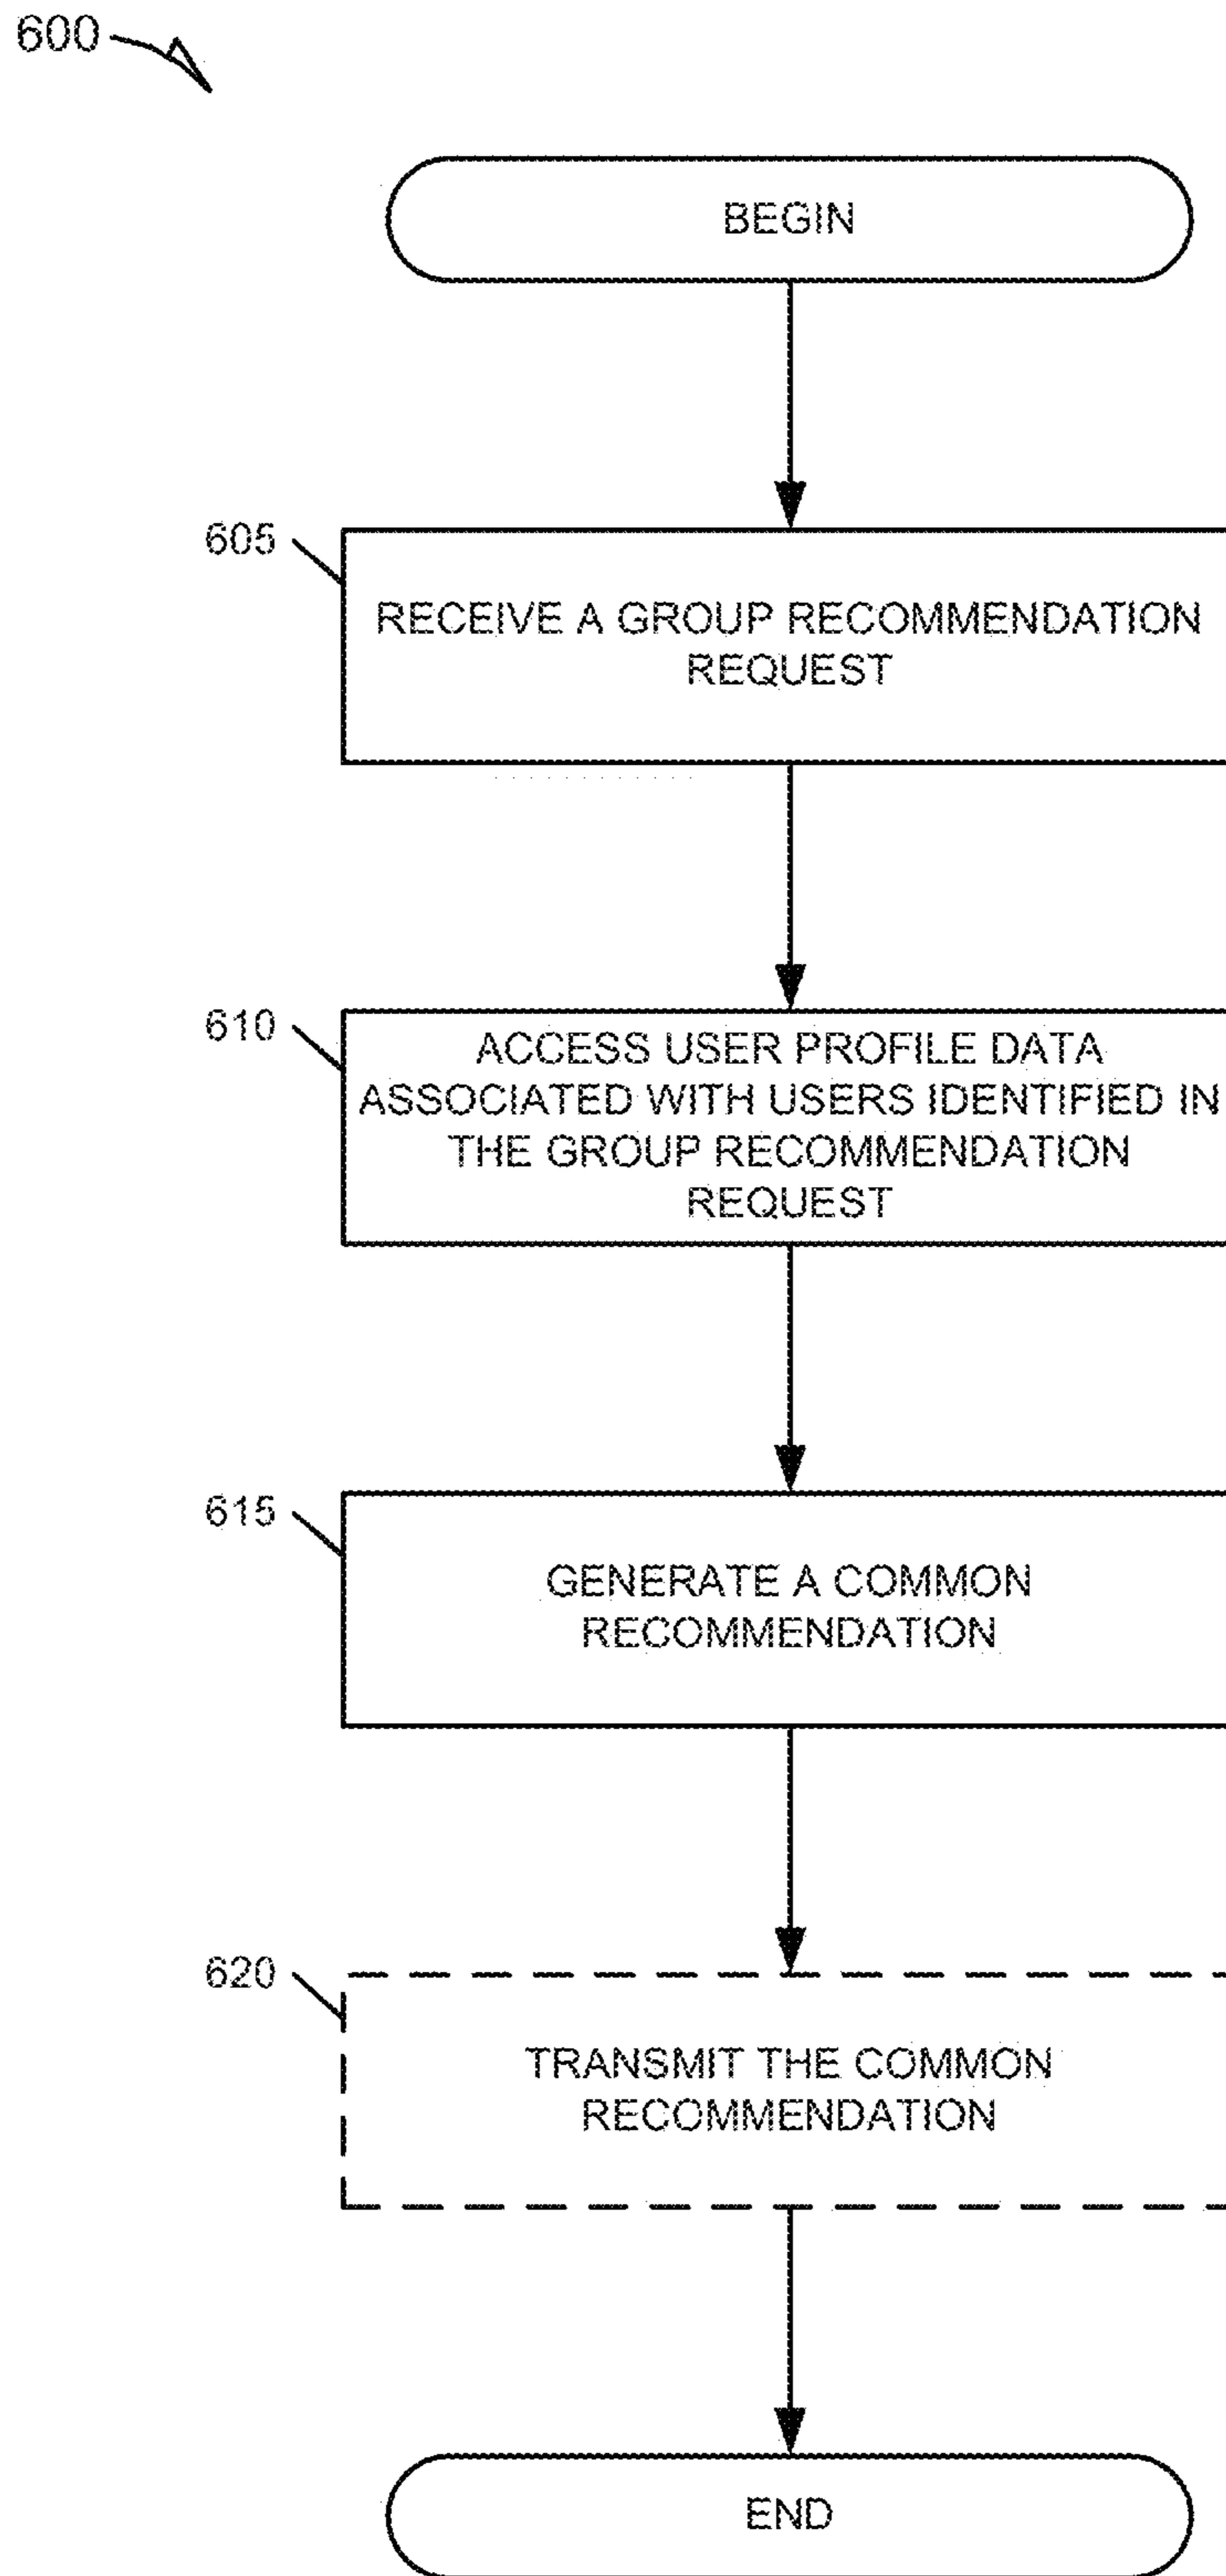 600
BEGIN
605
RECEIVE A GROUP RECOMMENDATION
REQUEST
610
ACCESS USER PROFILE DATA
ASSOCIATED WITH USERS IDENTIFIED IN
THE GROUP RECOMMENDATION
REQUEST
615
GENERATE A COMMON
RECOMMENDATION
620
TRANSMIT THE COMMON
RECOMMENDATION
END